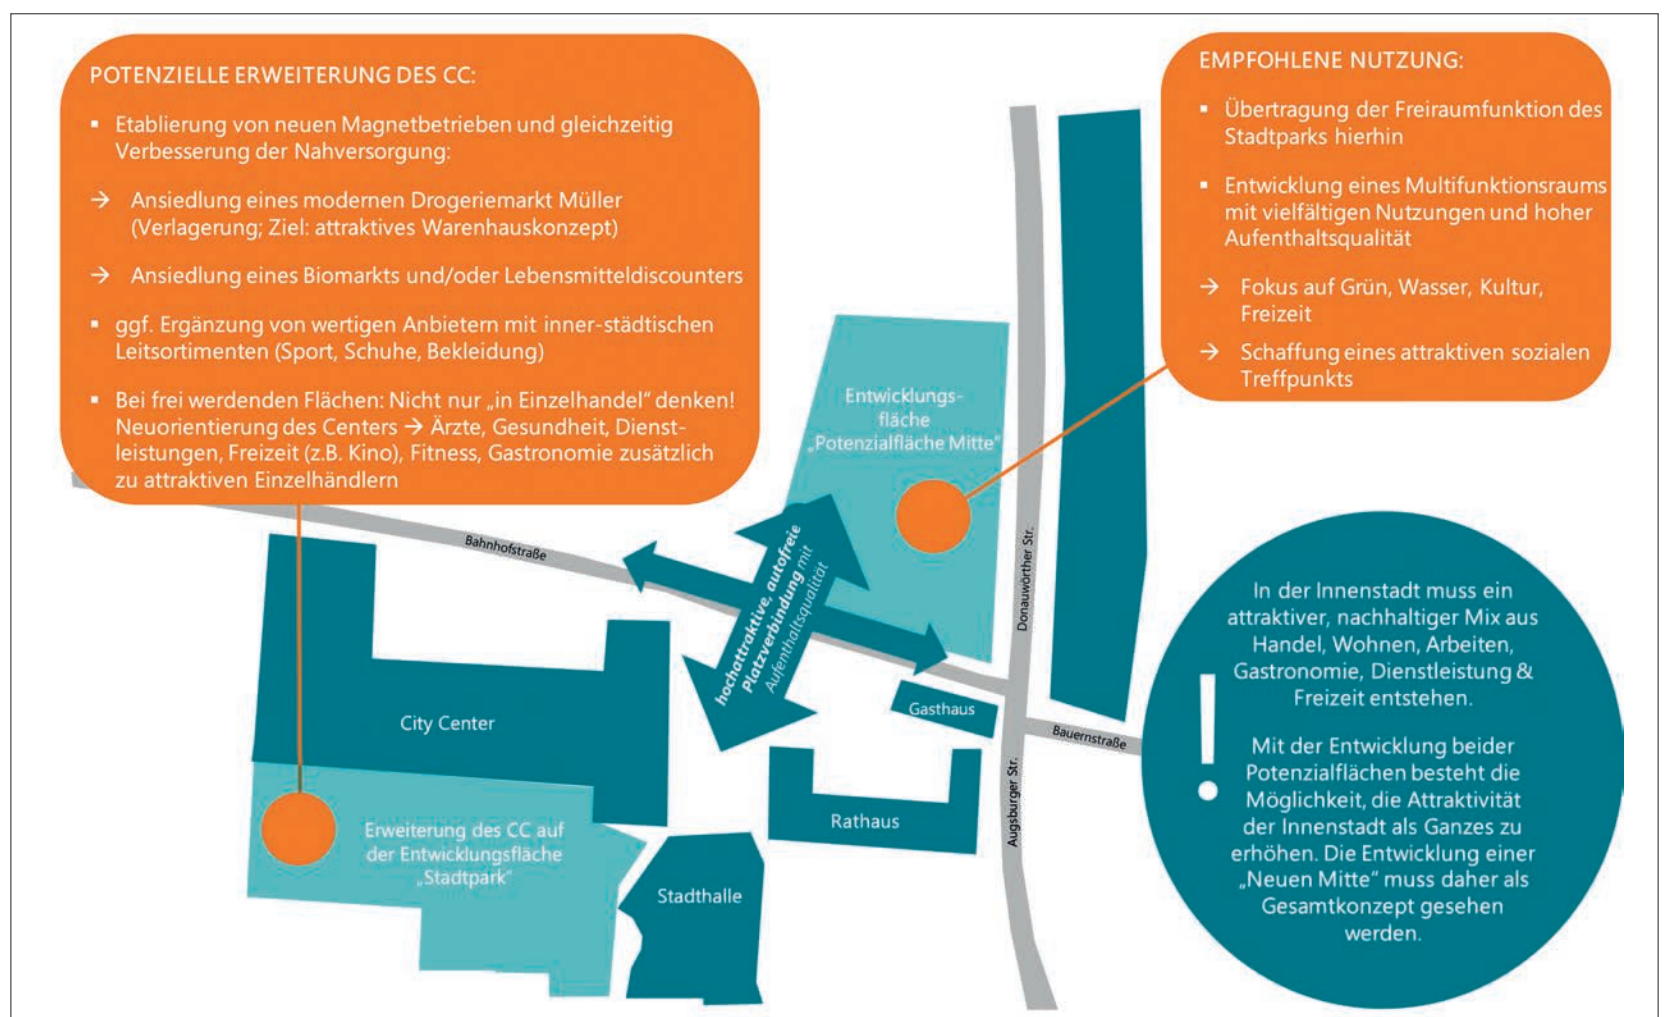 POTENZIELLE ERWEITERUNG DES CC:
▪ Etablierung von neuen Magnetbetrieben und gleichzeitig
Verbesserung der Nahversorgung:
→ Ansiedlung eines modernen Drogeriemarkt Müller
(Verlagerung; Ziel: attraktives Warenhauskonzept)
→ Ansiedlung eines Biomarkts und/oder Lebensmitteldiscounters
▪ ggf. Ergänzung von wertigen Anbietern mit inner-städtischen
Leitsortimenten (Sport, Schuhe, Bekleidung)
▪ Bei frei werdenden Flächen: Nicht nur „in Einzelhandel“ denken!
Neuorientierung des Centers → Ärzte, Gesundheit, Dienst-
leistungen, Freizeit (z.B. Kino), Fitness, Gastronomie zusätzlich
zu attraktiven Einzelhändlern
EMPFOHLENE NUTZUNG:
▪ Übertragung der Freiraumfunktion des
Stadtparks hierhin
▪ Entwicklung eines Multifunktionsraums
mit vielfältigen Nutzungen und hoher
Aufenthaltsqualität
→ Fokus auf Grün, Wasser, Kultur,
Freizeit
→ Schaffung eines attraktiven sozialen
Treffpunkts
Entwicklungs-
fläche
„Potenzialfläche Mitte“
Bahnhofstraße
hochattraktive, autofreie
Platzverbindung mit
Aufenthaltsqualität
Donauwörther Str.
Gasthaus
Bauernstraße
City Center
Rathaus
Augsburger Str.
Erweiterung des CC auf
der Entwicklungsfläche
„Stadtpark“
Stadthalle
!
In der Innenstadt muss ein
attraktiver, nachhaltiger Mix aus
Handel, Wohnen, Arbeiten,
Gastronomie, Dienstleistung &
Freizeit entstehen.
Mit der Entwicklung beider
Potenzialflächen besteht die
Möglichkeit, die Attraktivität
der Innenstadt als Ganzes zu
erhöhen. Die Entwicklung einer
„Neuen Mitte“ muss daher als
Gesamtkonzept gesehen
werden.